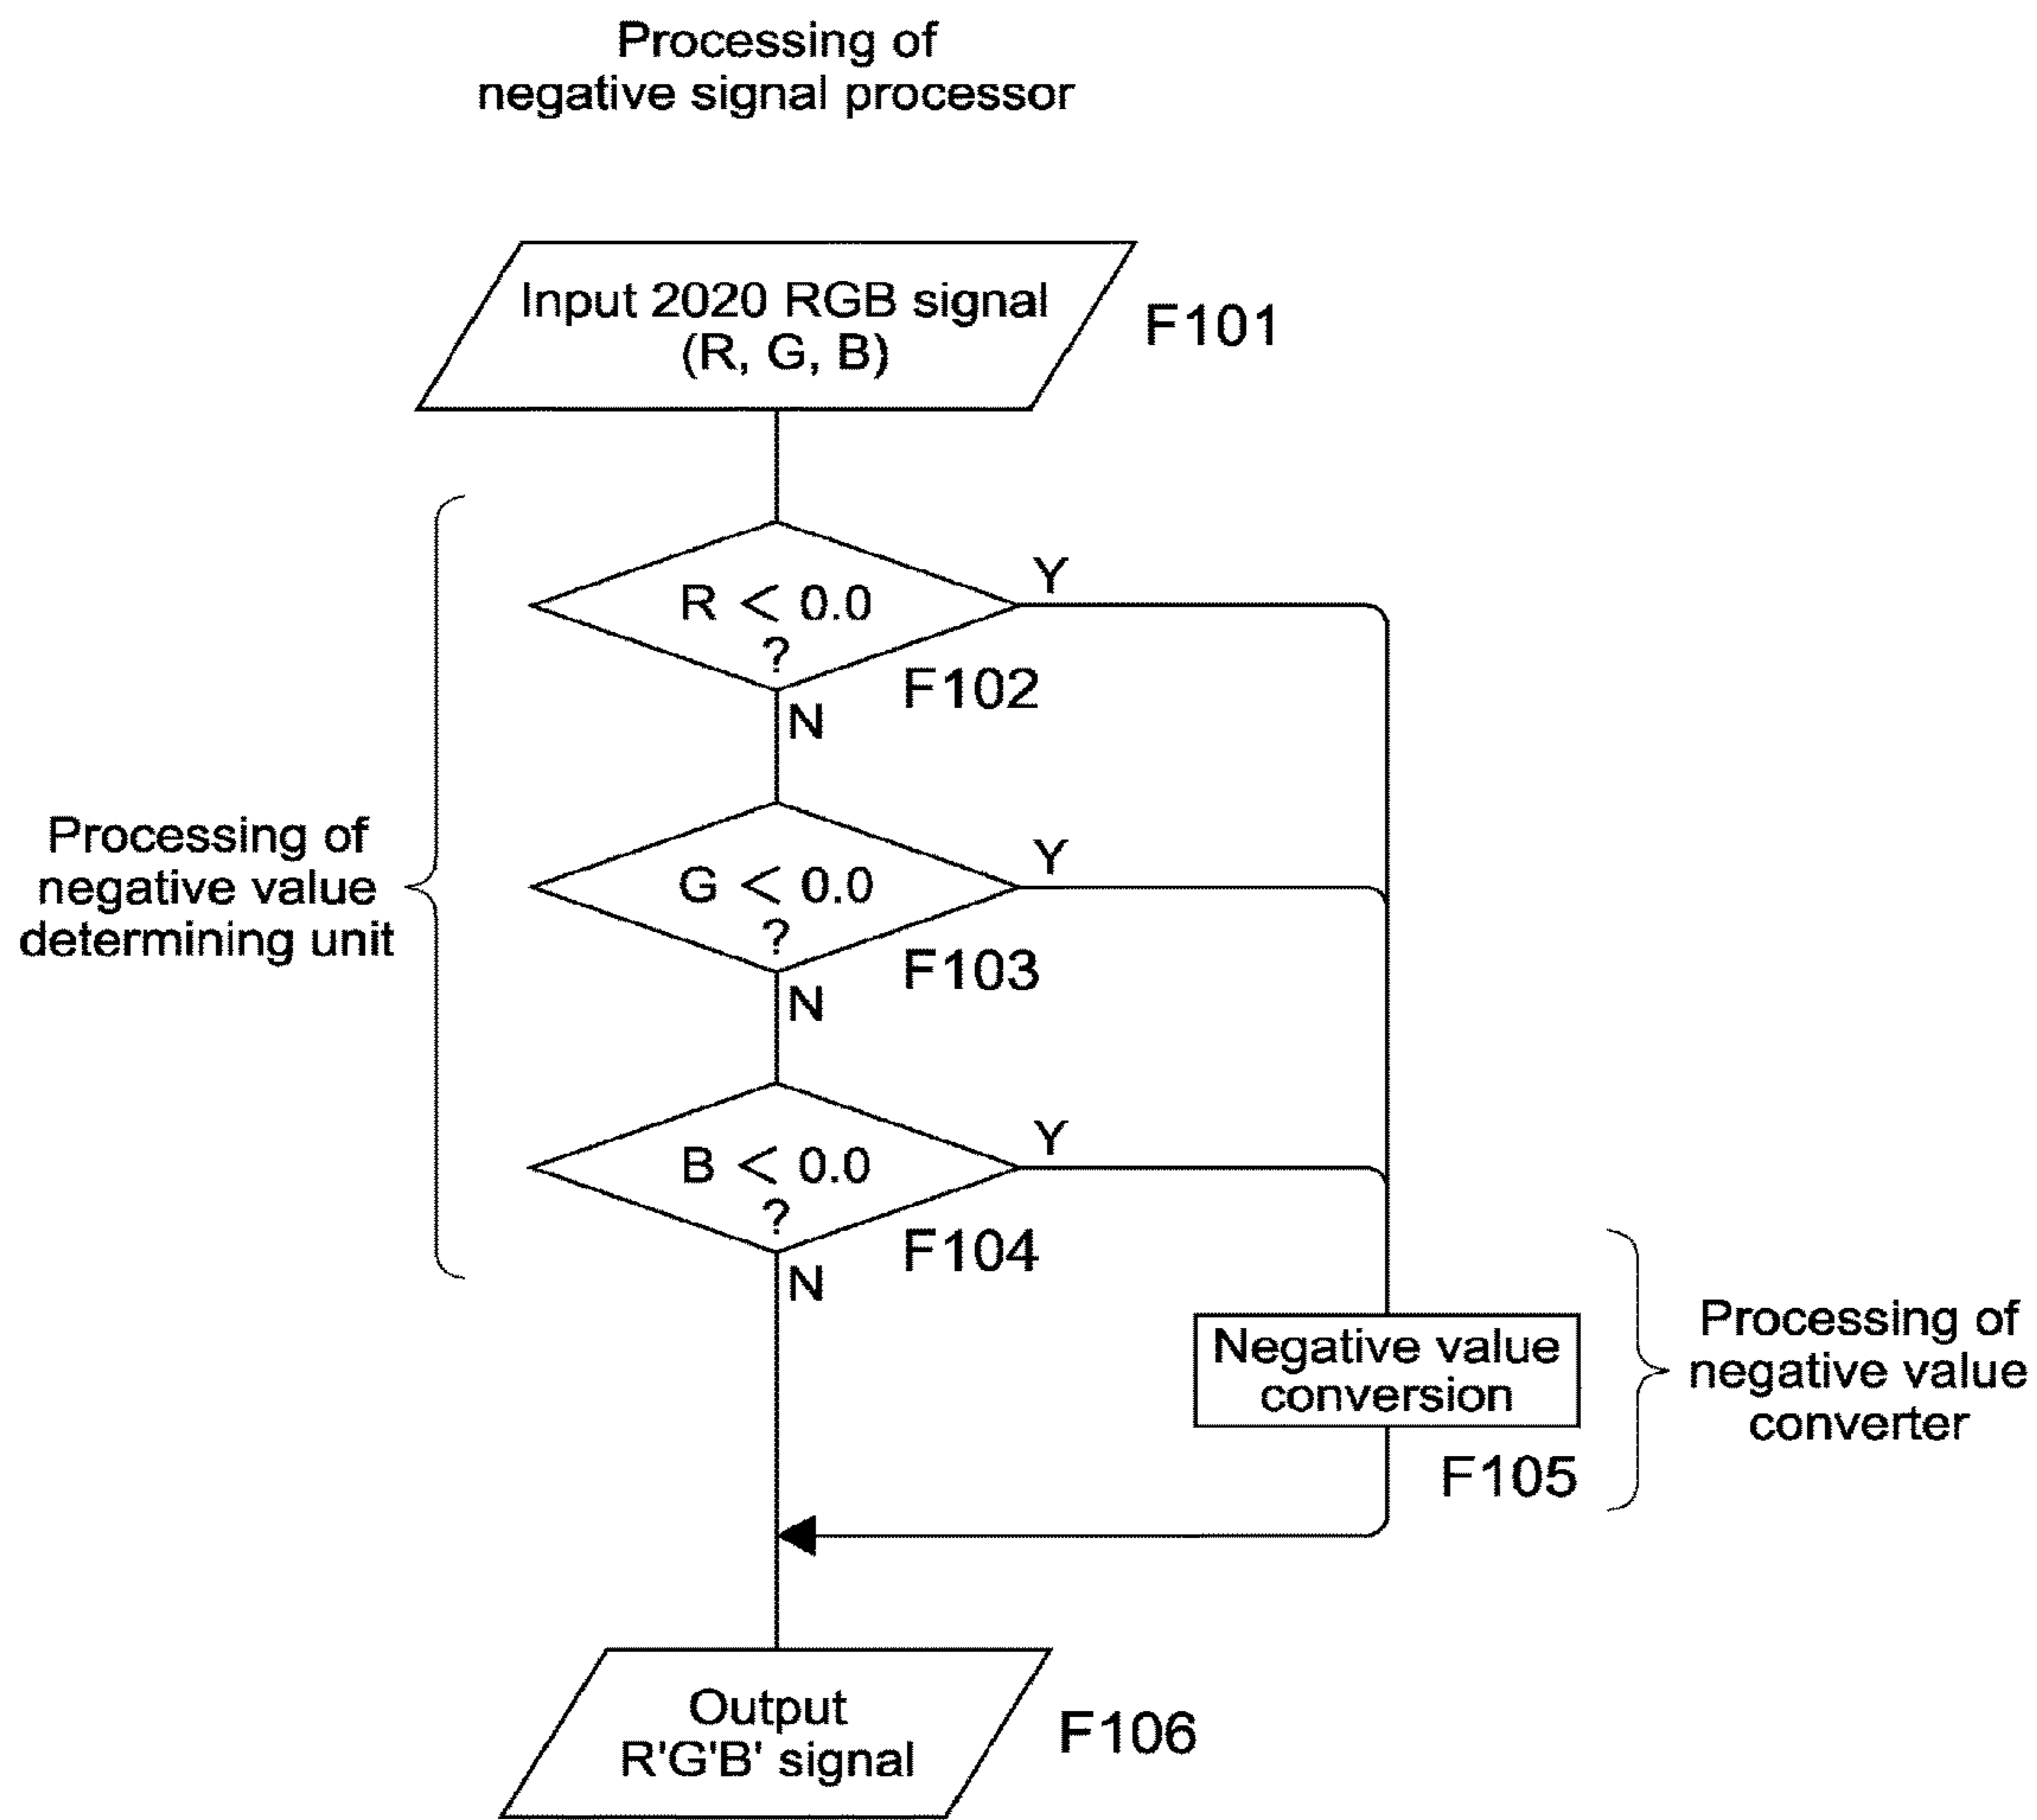 Processing of
negative signal processor
Input 2020 RGB signal
(R, G, B)
F101
R < 0.0
?
Y
F102
N
Processing of
negative value
determining unit
G < 0.0
?
Y
F103
N
B < 0.0
?
Y
F104
N
Negative value
conversion
F105
Processing of
negative value
converter
Output
R'G'B' signal
F106